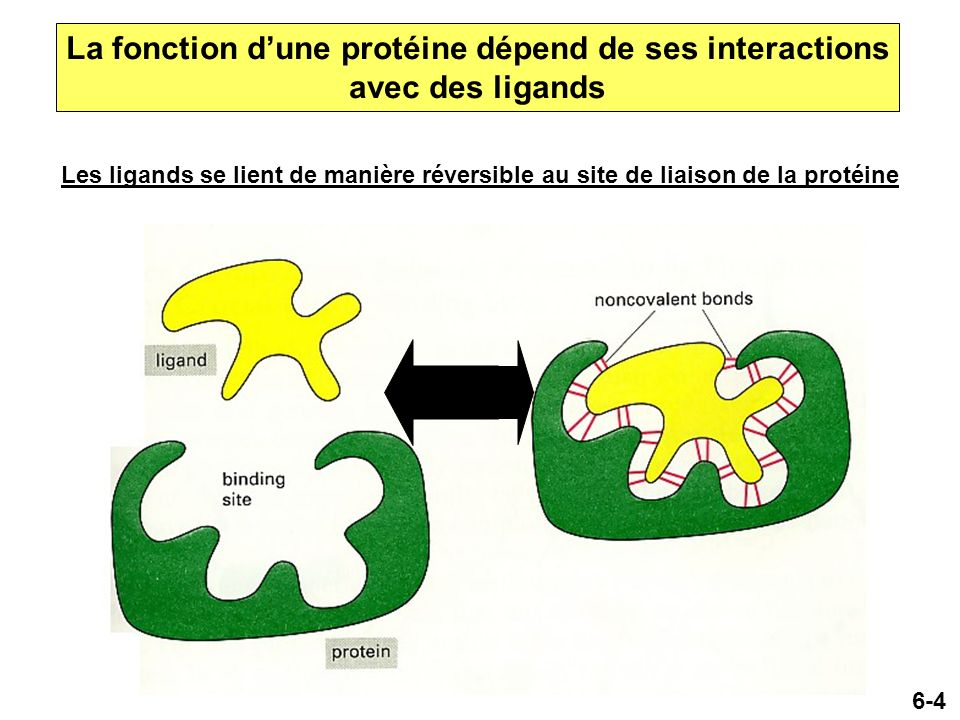 La fonction d’une protéine dépend de ses interactions
avec des ligands
Les ligands se lient de manière réversible au site de liaison de la protéine
noncovalent bonds
ligand
binding
site
protein
6-4